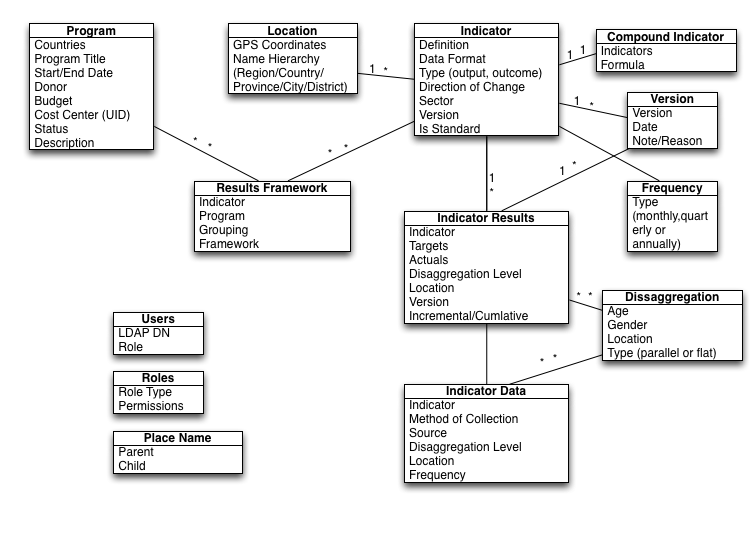 Program
Countries
Program Title
Start/End Date
Donor
Budget
Cost Center (UID)
Status
Description
Location
GPS Coordinates
Name Hierarchy
(Region/Country/
Province/City/District)
1 *
Indicator
Definition
Data Format
Type (output, outcome)
Direction of Change
Sector
Version
Is Standard
1 1
Compound Indicator
Indicators
Formula
1 *
Version
Version
Date
Note/Reason
* *
* *
1 *
1
*
Results Framework
Indicator
Program
Grouping
Framework
Frequency
Type
(monthly,quart
erly or
annually)
Indicator Results
Indicator
Targets
Actuals
Disaggregation Level
Location
Version
Incremental/Cumlative
* *
Dissaggregation
Age
Gender
Location
Type (parallel or flat)
* *
Users
LDAP DN
Role
Roles
Role Type
Permissions
Place Name
Parent
Child
Indicator Data
Indicator
Method of Collection
Source
Disaggregation Level
Location
Frequency